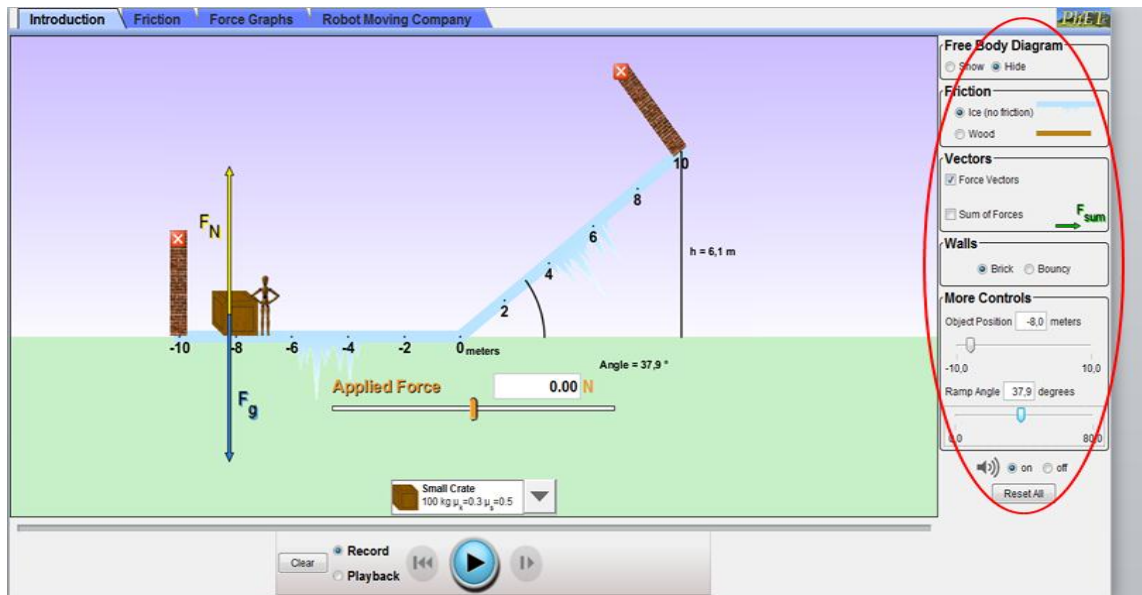 Introduction Friction Force Graphs Robot Moving Company
PhET
Free Body Diagram
Show Hide
Friction
Ice (no friction)
Wood
Vectors
Force Vectors
Sum of Forces Fsum
Walls
Brick Bouncy
More Controls
Object Position -8,0 meters
-10,0 10,0
Ramp Angle 37,9 degrees
0,0 80,0
on off
Reset All
10
8
6
4
2
h = 6,1 m
FN
-10 -8 -6 -4 -2 0 meters
Angle = 37,9 °
Fg
Applied Force 0.00 N
Small Crate
100 kg μk=0.3 μs=0.5
Clear
Record
Playback